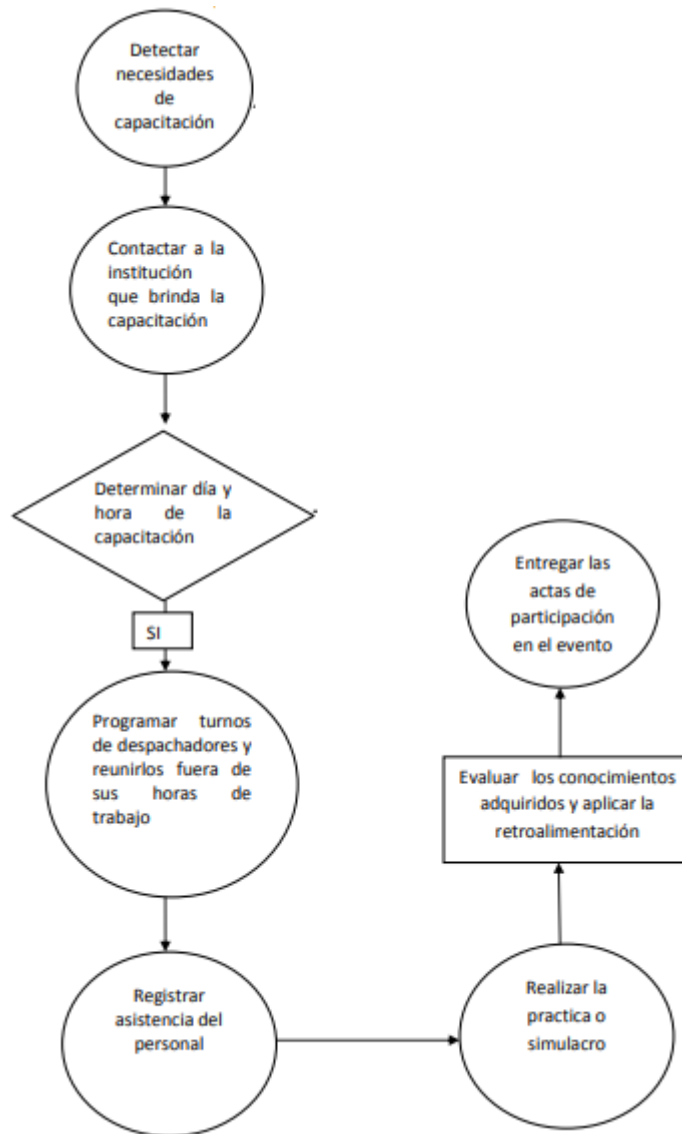 Detectar
necesidades
de
capacitación
Contactar a la
institución
que brinda la
capacitación
Determinar día y
hora de la
capacitación
SI
Programar turnos
de despachadores y
reunirlos fuera de
sus horas de
trabajo
Registrar
asistencia del
personal
Realizar la
practica o
simulacro
Evaluar los conocimientos
adquiridos y aplicar la
retroalimentación
Entregar las
actas de
participación
en el evento